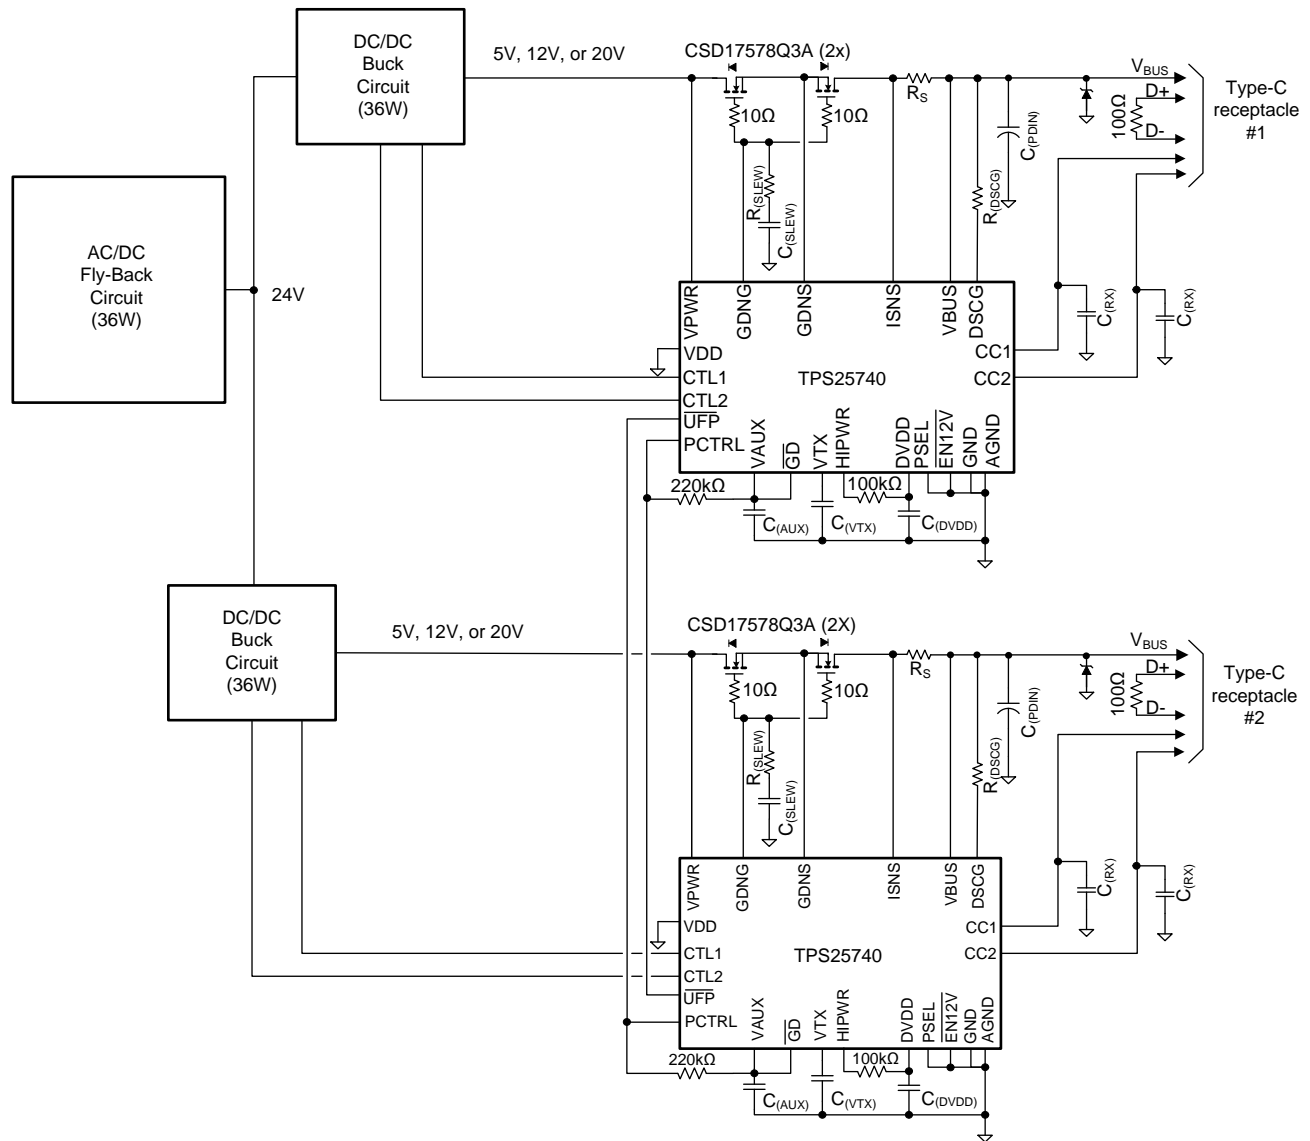 DC/DC
Buck
Circuit
(36W)
5V, 12V, or 20V
CSD17578Q3A (2x)
10Ω
10Ω
R(SLEW)
C(SLEW)
RS
R(DSCG)
C(PDIN)
VBUS
D+
100Ω
D-
Type-C
receptacle
#1
AC/DC
Fly-Back
Circuit
(36W)
24V
VPWR
GDNG
GDNS
ISNS
VBUS
DSCG
C(RX)
C(RX)
VDD
CTL1
CTL2
UFP
PCTRL
TPS25740
CC1
CC2
VAUX
GD
VTX
HIPWR
DVDD
PSEL
EN12V
GND
AGND
220kΩ
100kΩ
C(AUX)
C(VTX)
C(DVDD)
DC/DC
Buck
Circuit
(36W)
5V, 12V, or 20V
CSD17578Q3A (2X)
10Ω
10Ω
R(SLEW)
C(SLEW)
RS
R(DSCG)
C(PDIN)
VBUS
D+
100Ω
D-
Type-C
receptacle
#2
VPWR
GDNG
GDNS
ISNS
VBUS
DSCG
C(RX)
C(RX)
VDD
CTL1
CTL2
UFP
PCTRL
TPS25740
CC1
CC2
VAUX
GD
VTX
HIPWR
DVDD
PSEL
EN12V
GND
AGND
220kΩ
100kΩ
C(AUX)
C(VTX)
C(DVDD)